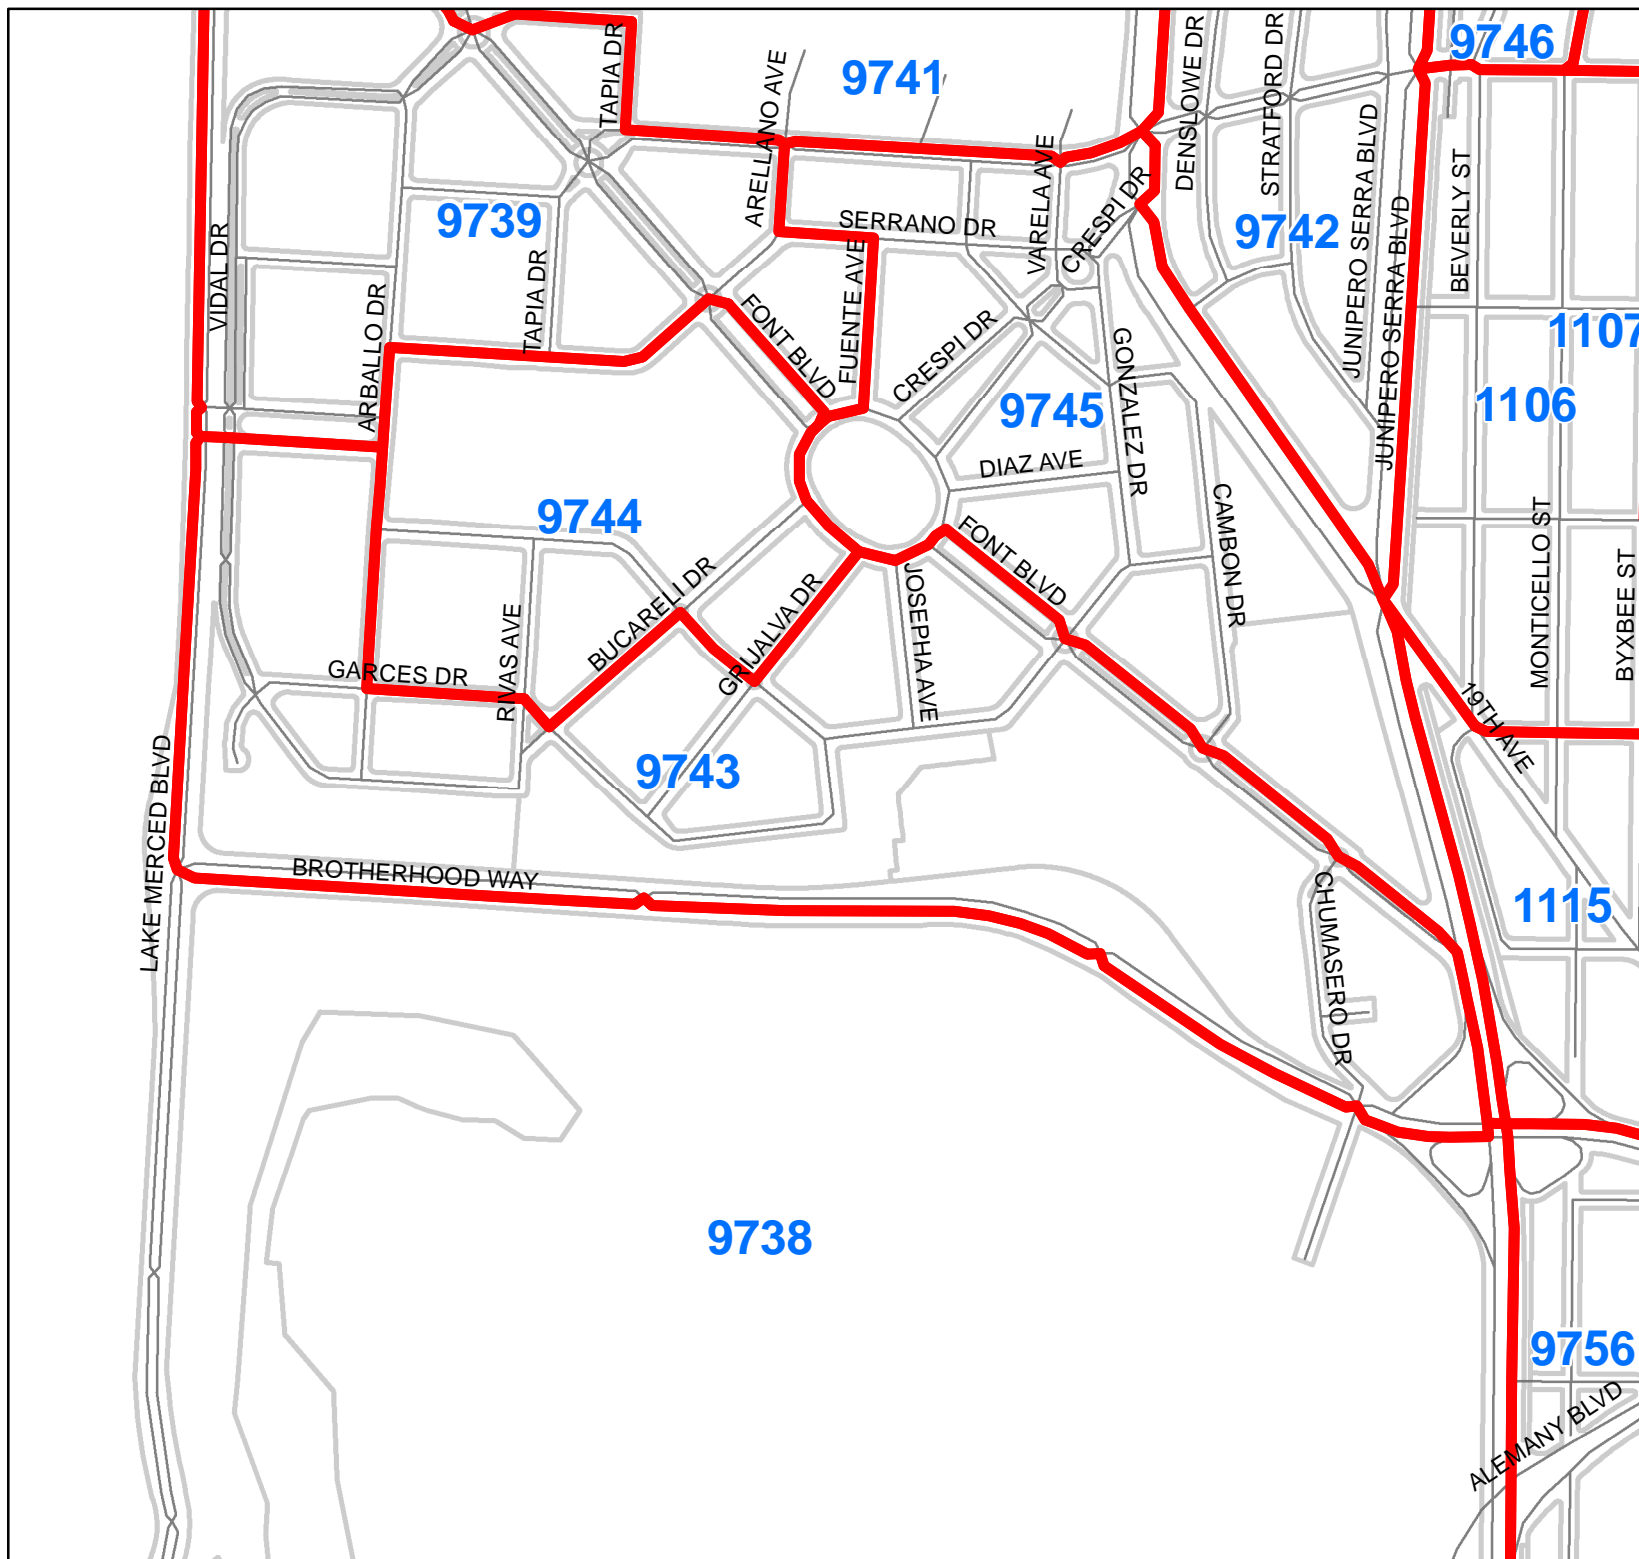 9746
TAPIA DR
9741
DENSLOWE DR
STRATFORD DR
ARELLANO AVE
JUNIPERO SERRA BLVD
VARELA AVE
BEVERLY ST
9739
SERRANO DR
CRESPI DR
9742
JUNIPERO SERRA BLVD
VIDAL DR
TAPIA DR
ARBALLO DR
FONT BLVD
FUENTE AVE
CRESPI DR
GONZALEZ DR
1107
9745
1106
DIAZ AVE
9744
CAMBON DR
MONTICELLO ST
BYXBEE ST
FONT BLVD
BUCARELI DR
GRIJALVA DR
JOSEPHA AVE
RIVAS AVE
GARCES DR
19TH AVE
9743
LAKE MERCED BLVD
BROTHERHOOD WAY
CHUMASERO DR
1115
9738
9756
ALEMANY BLVD